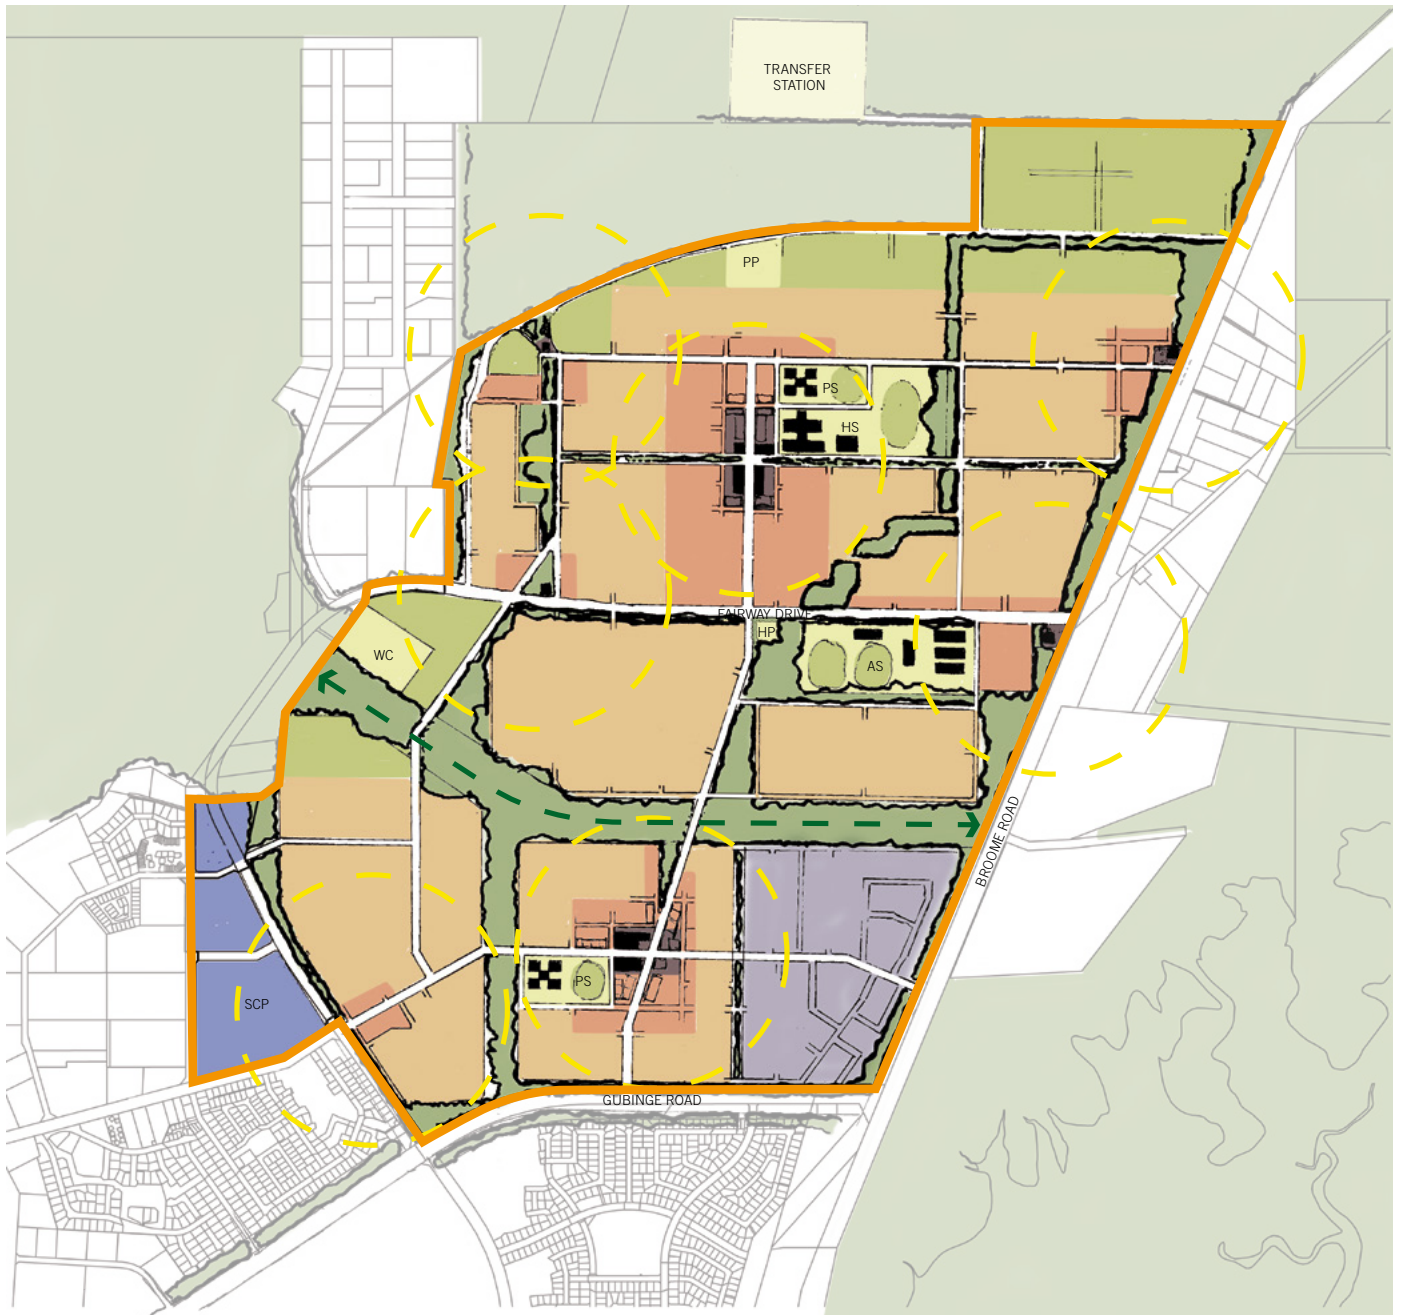 TRANSFER
STATION
PP
PS
HS
FAIRWAY DRIVE
HP
WC
AS
BROOME ROAD
PS
SCP
GUBINGE ROAD